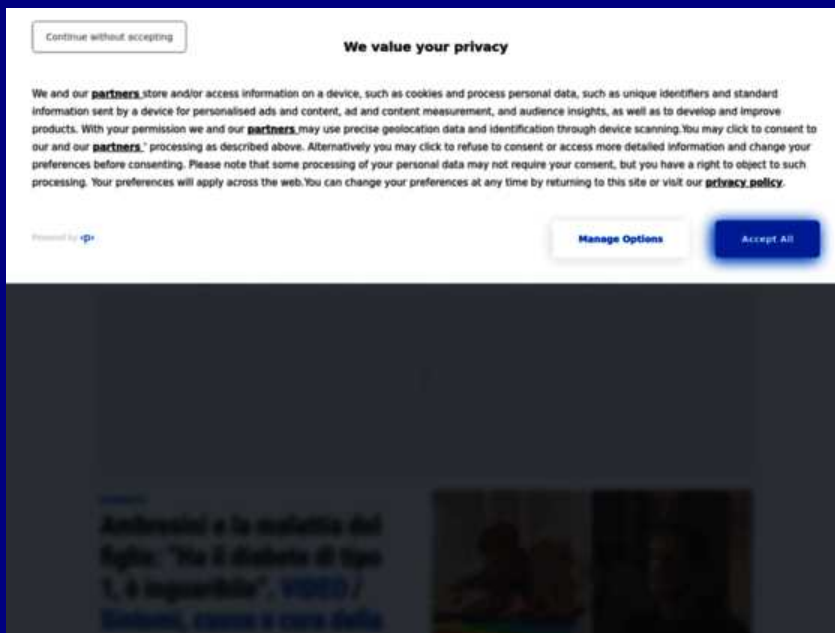 Continue without accepting
We value your privacy
We and our partners store and/or access information on a device, such as cookies and process personal data, such as unique identifiers and standard
information sent by a device for personalised ads and content, ad and content measurement, and audience insights, as well as to develop and improve
products. With your permission we and our partners may use precise geolocation data and identification through device scanning.You may click to consent to
our and our partners ' processing as described above. Alternatively you may click to refuse to consent or access more detailed information and change your
preferences before consenting. Please note that some processing of your personal data may not require your consent, but you have a right to object to such
processing. Your preferences will apply across the web.You can change your preferences at any time by returning to this site or visit our privacy policy.
Powered by <p>
Manage Options
Accept All
Ambrosini e la malattia del
figlio: "Ha il diabete di tipo
1, è inguaribile". VIDEO /
Sintomi, cause e cura della